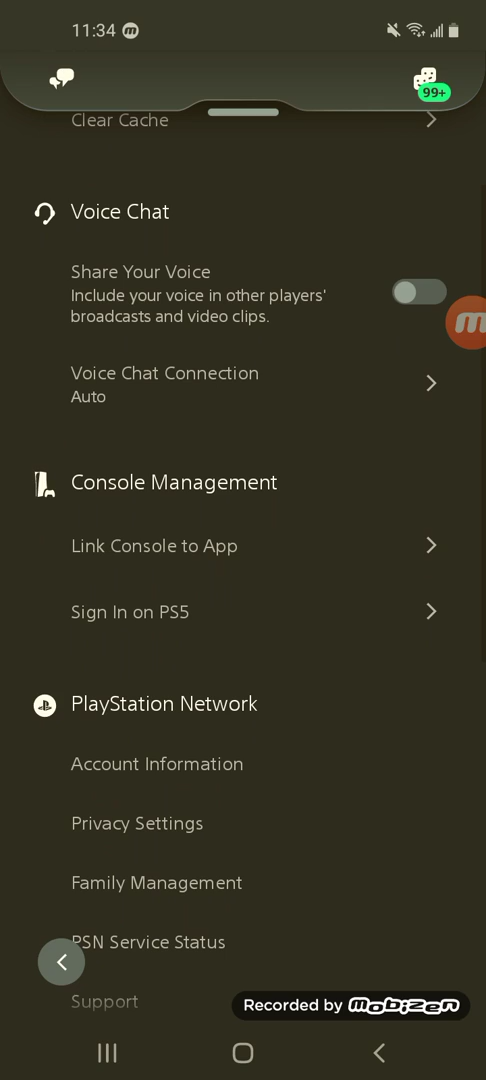 11:34
99+
Clear Cache
Voice Chat
Share Your Voice
Include your voice in other players'
broadcasts and video clips.
Voice Chat Connection
Auto
Console Management
Link Console to App
Sign In on PS5
PlayStation Network
Account Information
Privacy Settings
Family Management
PSN Service Status
Support
Recorded by mobizen